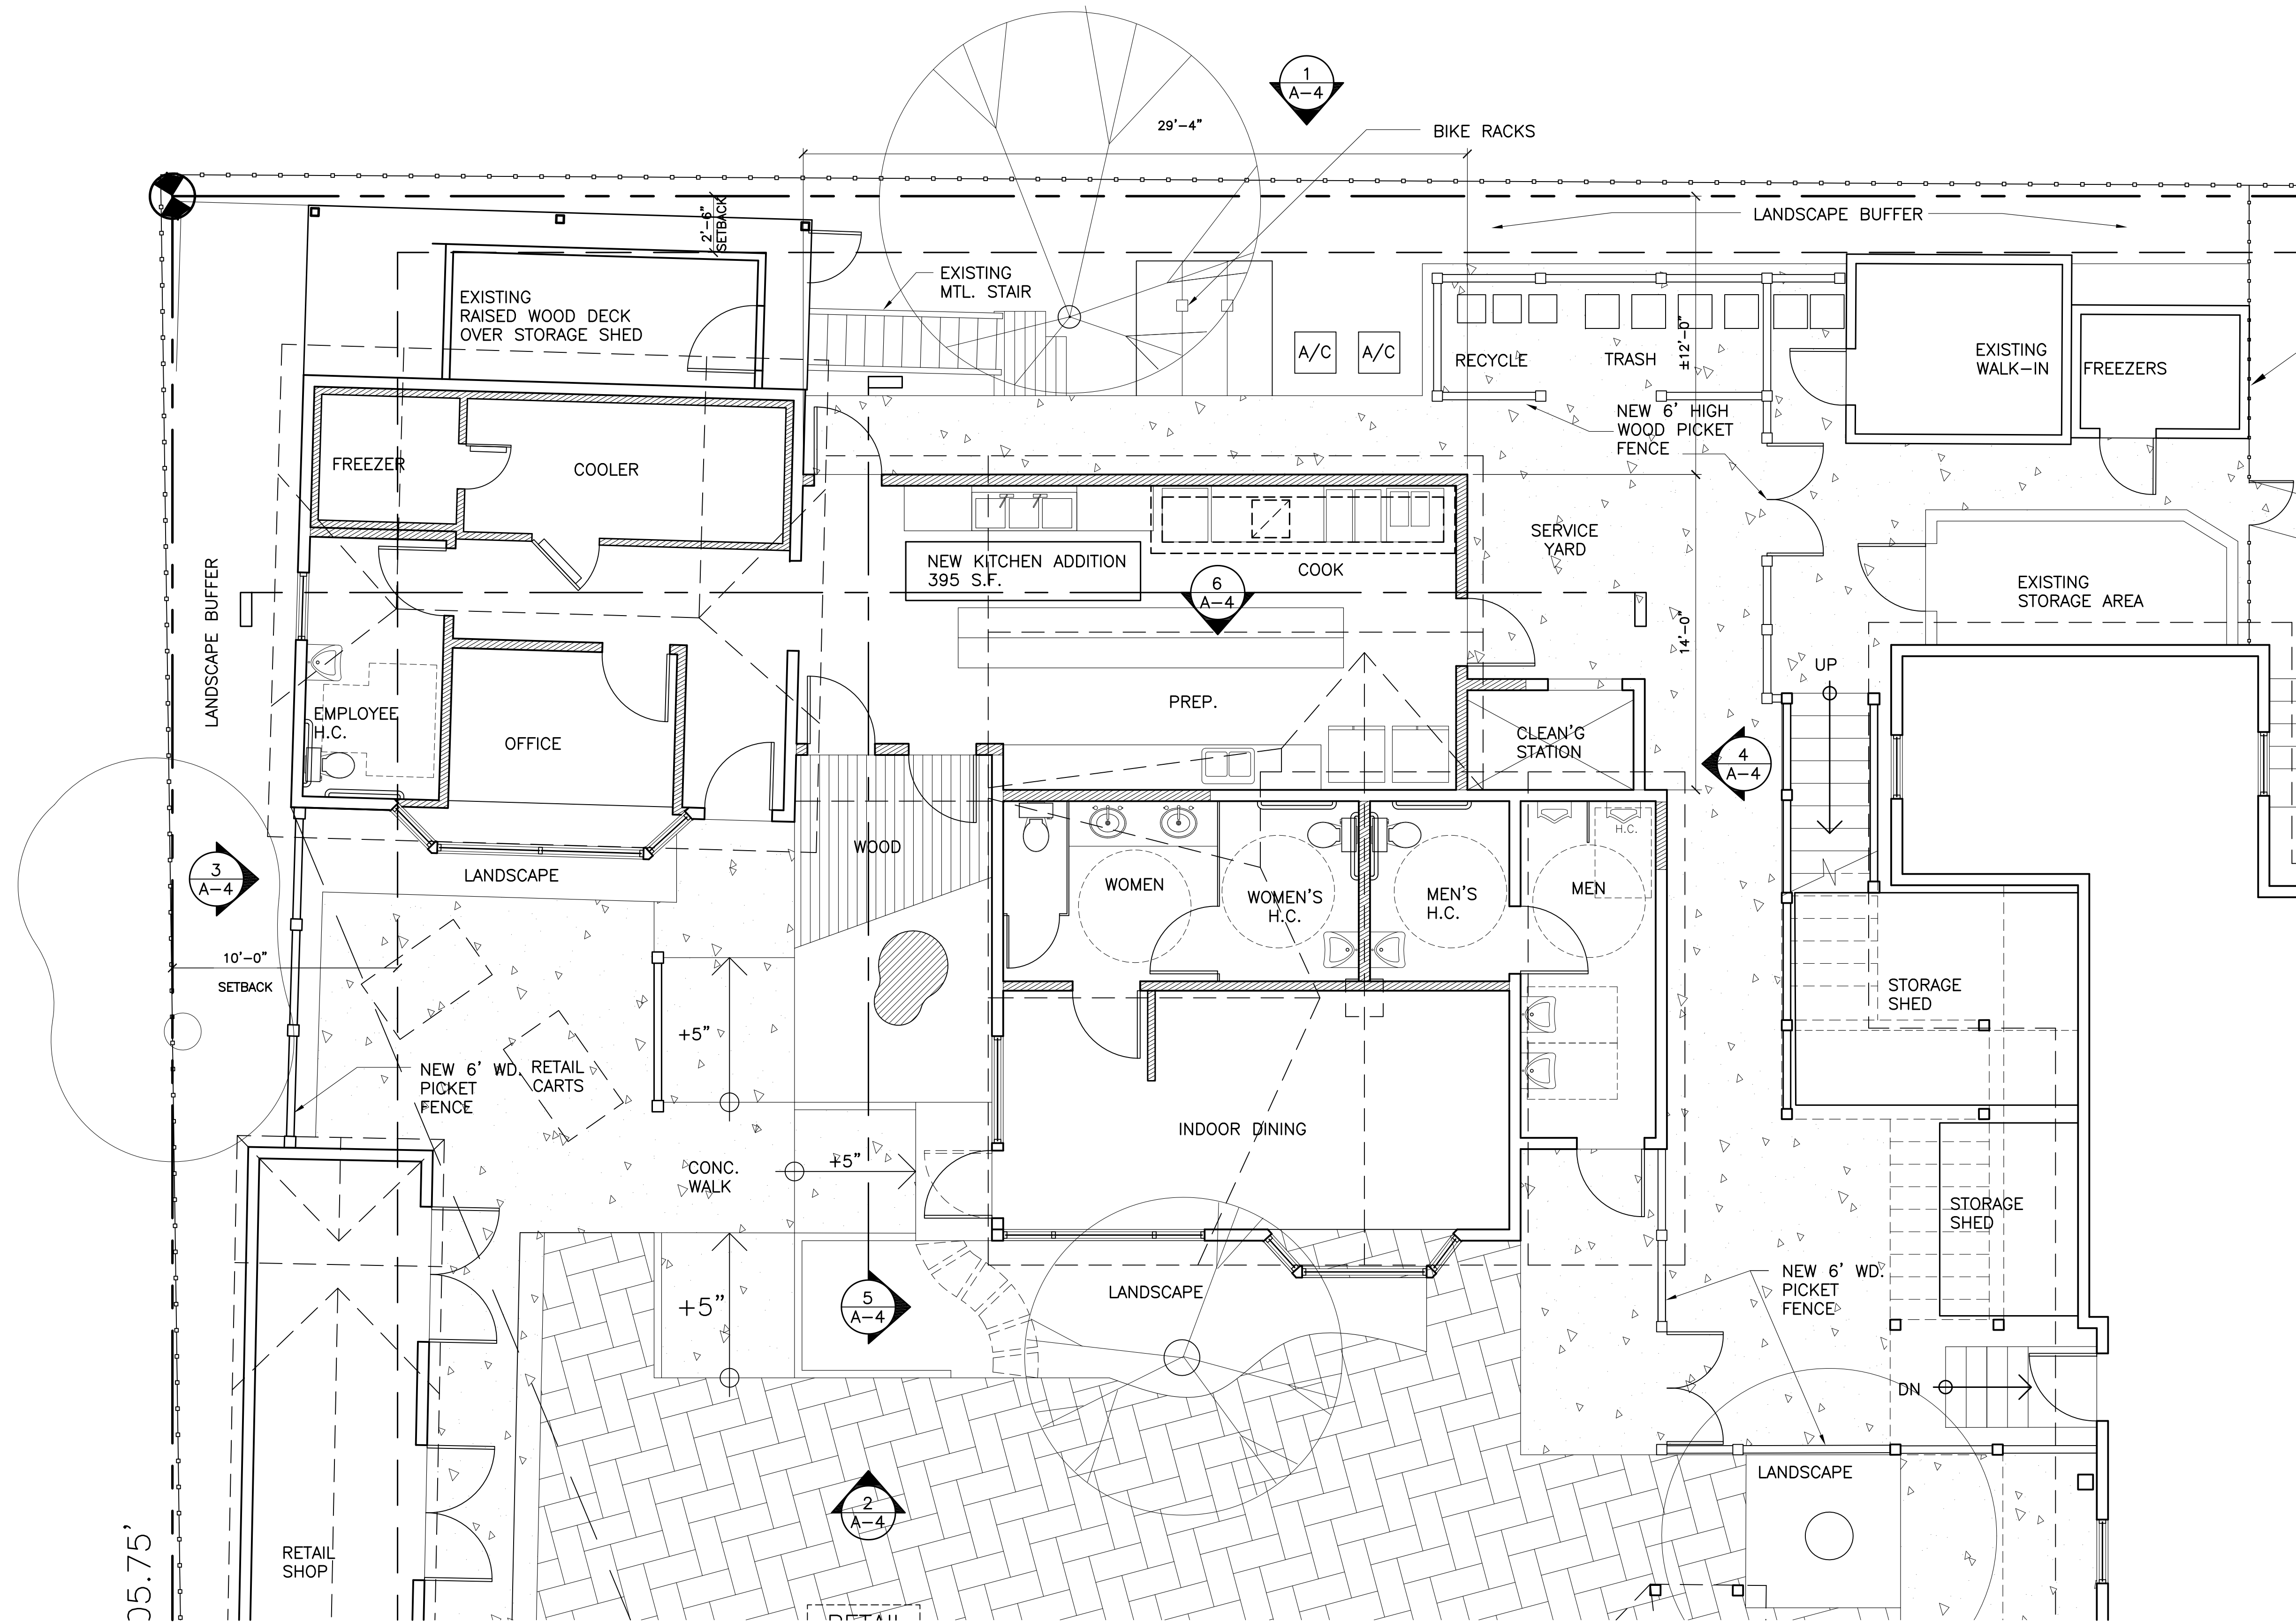 1
A-4
29'-4"
BIKE RACKS
LANDSCAPE BUFFER
2'-6"
SETBACK
EXISTING
MTL. STAIR
EXISTING
RAISED WOOD DECK
OVER STORAGE SHED
A/C
A/C
RECYCLE
TRASH
±12'-0"
EXISTING
WALK-IN
FREEZERS
NEW 6' HIGH
WOOD PICKET
FENCE
FREEZER
COOLER
SERVICE
YARD
NEW KITCHEN ADDITION
395 S.F.
COOK
6
A-4
EXISTING
STORAGE AREA
LANDSCAPE BUFFER
14'-0"
UP
EMPLOYEE
H.C.
OFFICE
PREP.
CLEAN'G
STATION
4
A-4
H.C.
3
A-4
LANDSCAPE
WOOD
WOMEN
WOMEN'S
H.C.
MEN'S
H.C.
MEN
10'-0"
SETBACK
STORAGE
SHED
+5"
NEW 6' WD.
PICKET
FENCE
RETAIL
CARTS
INDOOR DINING
CONC.
WALK
+5"
STORAGE
SHED
+5"
5
A-4
LANDSCAPE
NEW 6' WD.
PICKET
FENCE
DN
LANDSCAPE
2
A-4
RETAIL
SHOP
05.75'
RETAIL